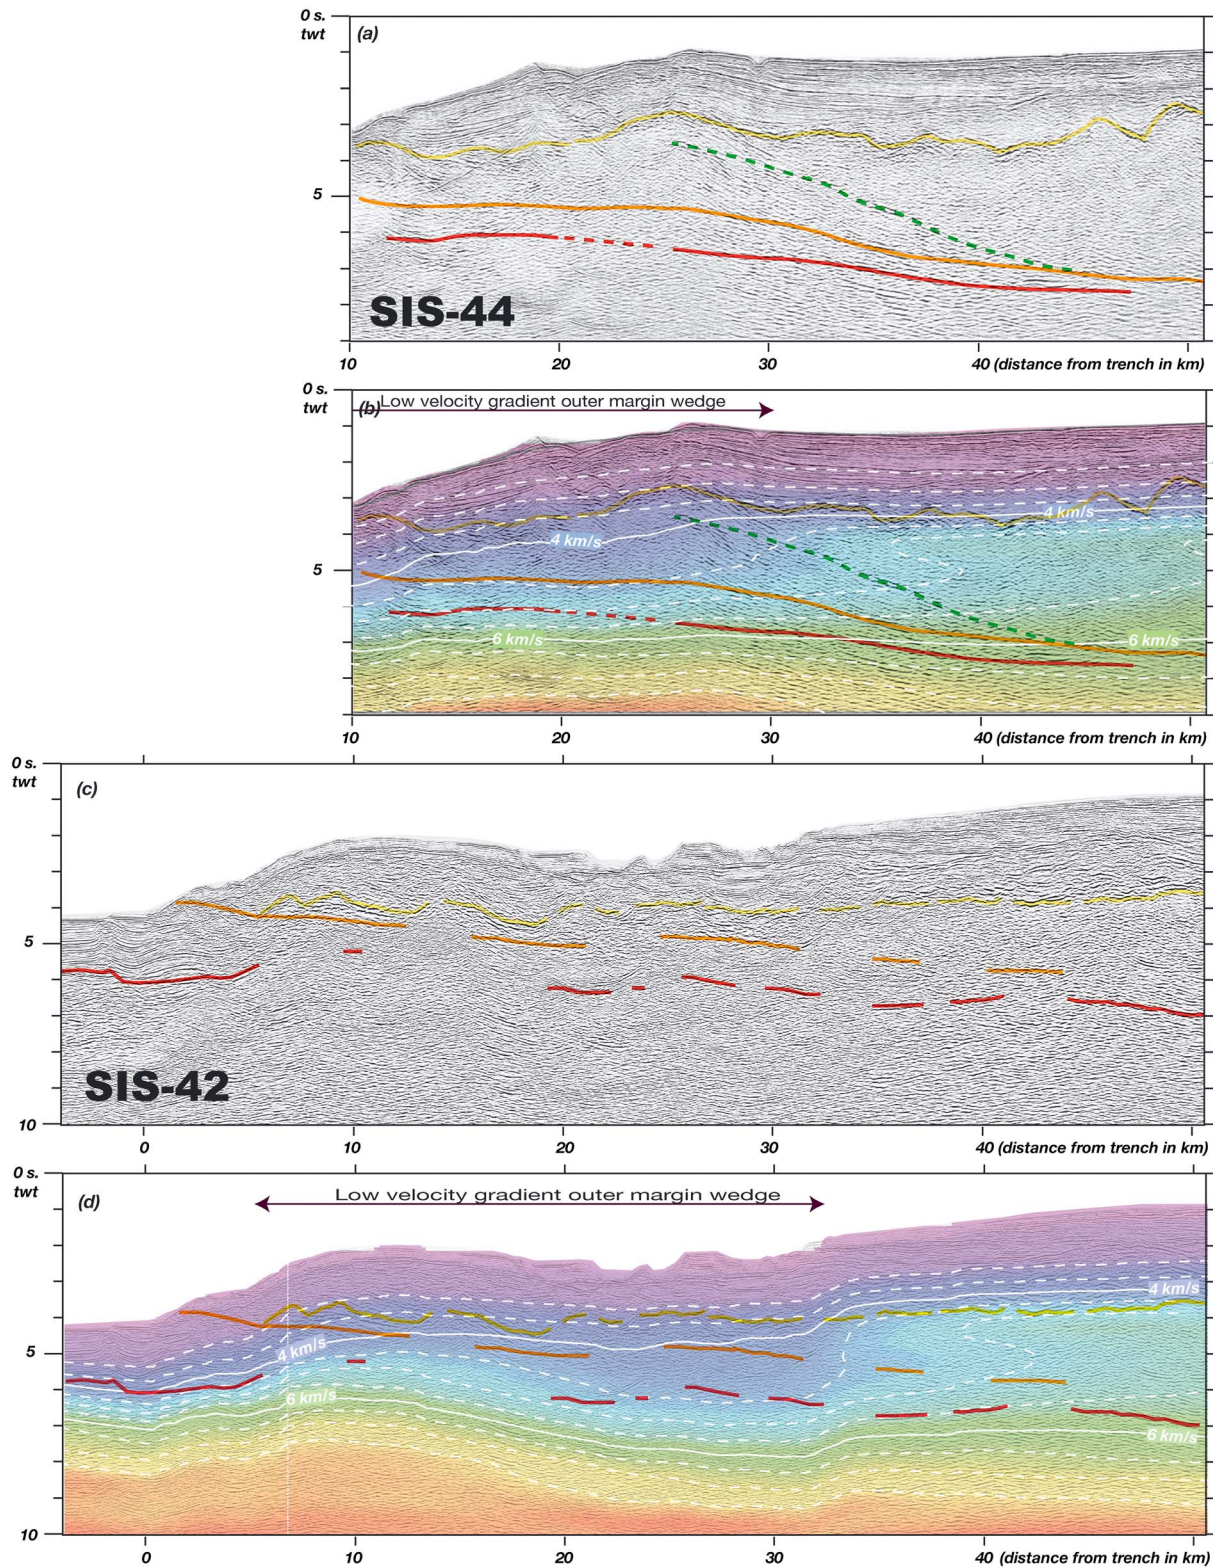 0 s.
twt
(a)
5
SIS-44
10 20 30 40 (distance from trench in km)
0 s.
twt
(b)
Low velocity gradient outer margin wedge
4 km/s
4 km/s
5
6 km/s
6 km/s
10 20 30 40 (distance from trench in km)
0 s.
twt
(c)
5
SIS-42
10
0 10 20 30 40 (distance from trench in km)
0 s.
twt
(d)
Low velocity gradient outer margin wedge
4 km/s
4 km/s
5
6 km/s
6 km/s
10
0 10 20 30 40 (distance from trench in km)